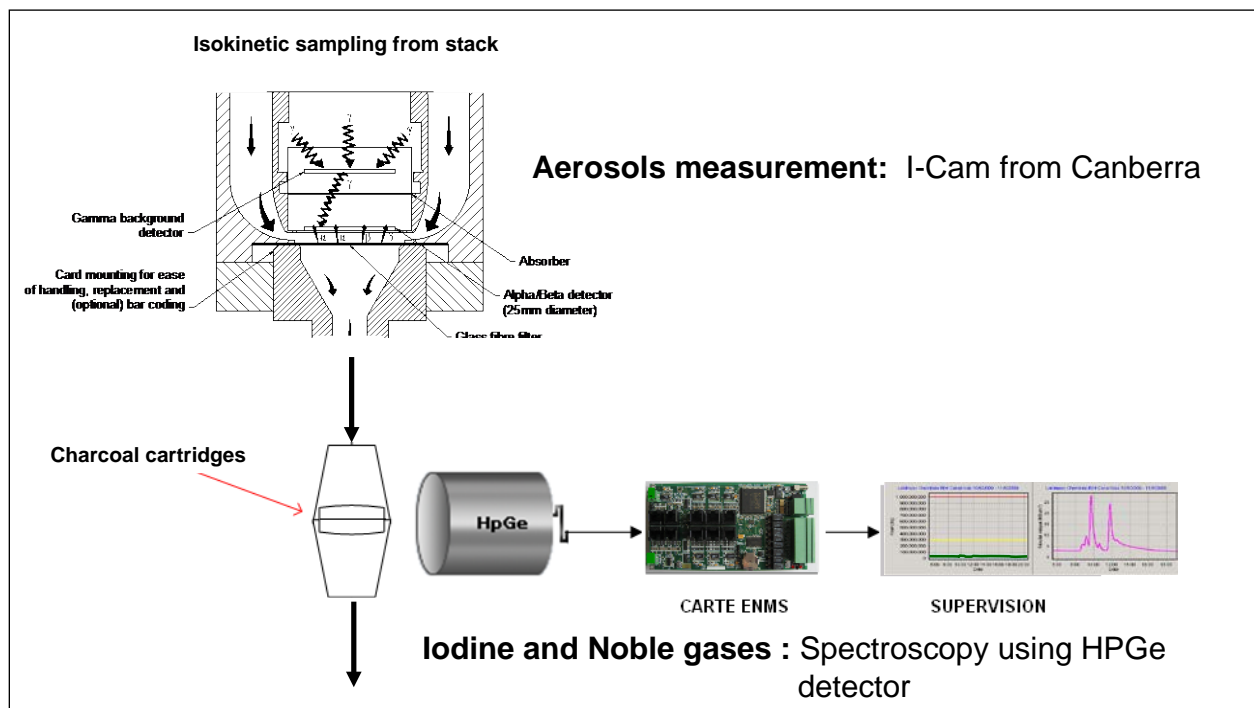 Isokinetic sampling from stack
Aerosols measurement: I-Cam from Canberra
Gamma background
detector
Card mounting for ease
of handling, replacement and
(optional) bar coding
Absorber
Alpha/Beta detector
(25mm diameter)
Glass fibre filter
Charcoal cartridges
HpGe
CARTE ENMS
SUPERVISION
Iodine and Noble gases : Spectroscopy using HPGe
detector